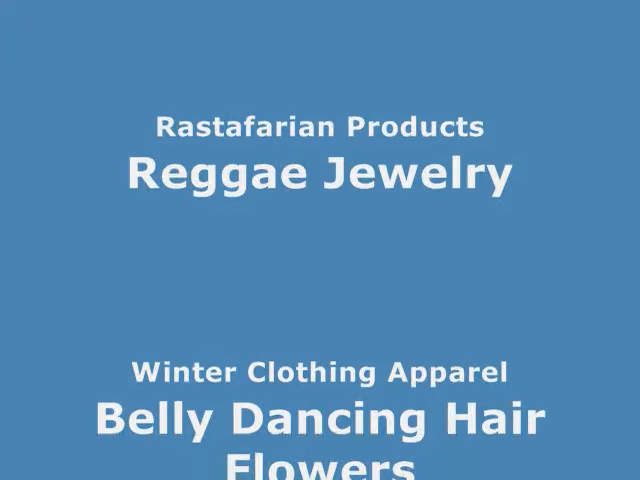 Rastafarian Products
Reggae Jewelry
Winter Clothing Apparel
Belly Dancing Hair
Flowers